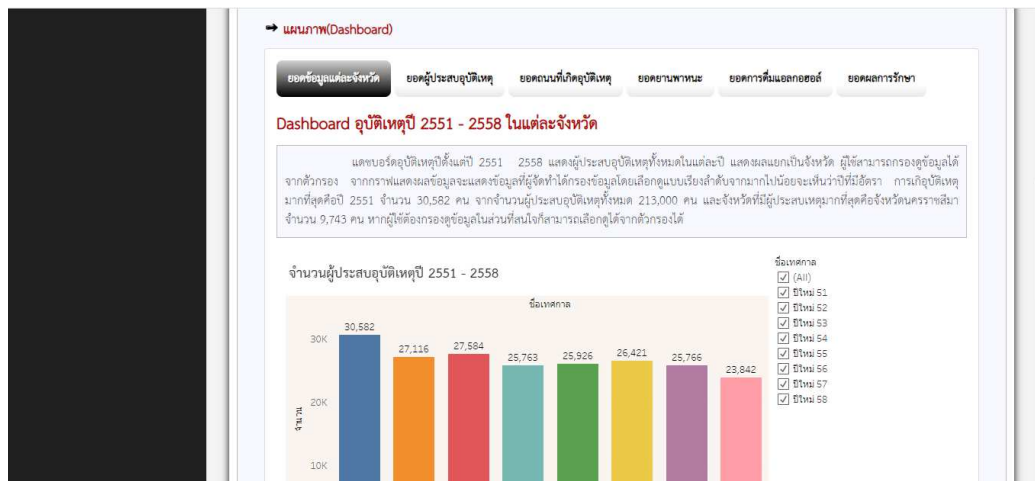 ➞ แผนภาพ(Dashboard)
ยอดข้อมูลแต่ละจังหวัด ยอดผู้ประสบอุบัติเหตุ ยอดถนนที่เกิดอุบัติเหตุ ยอดยานพาหนะ ยอดการดื่มแอลกอฮอล์ ยอดผลการรักษา
Dashboard อุบัติเหตุปี 2551 - 2558 ในแต่ละจังหวัด
แดชบอร์ดอุบัติเหตุปีตั้งแต่ปี 2551 2558 แสดงผู้ประสบอุบัติเหตุทั้งหมดในแต่ละปี แสดงผลแยกเป็นจังหวัด ผู้ใช้สามารถกรองดูข้อมูลได้
จากตัวกรอง จากกราฟแสดงผลข้อมูลจะแสดงข้อมูลที่ผู้จัดทำได้กรองข้อมูลโดยเลือกดูแบบเรียงลำดับจากมากไปน้อยจะเห็นว่าปีที่มีอัตรา การเกิอุบัติเหตุ
มากที่สุดคือปี 2551 จำนวน 30,582 คน จากจำนวนผู้ประสบอุบัติเหตุทั้งหมด 213,000 คน และจังหวัดที่มีผู้ประสบเหตุมากที่สุดคือจังหวัดนครราชสีมา
จำนวน 9,743 คน หากผู้ใช้ต้องกรองดูข้อมูลในส่วนที่สนใจก็สามารถเลือกดูได้จากตัวกรองได้
จำนวนผู้ประสบอุบัติเหตุปี 2551 - 2558
ชื่อเทศกาล
30K
20K
10K
จำนวน
30,582
27,116
27,584
25,763
25,926
26,421
25,766
23,842
ชื่อเทศกาล
(All)
ปีใหม่ 51
ปีใหม่ 52
ปีใหม่ 53
ปีใหม่ 54
ปีใหม่ 55
ปีใหม่ 56
ปีใหม่ 57
ปีใหม่ 58